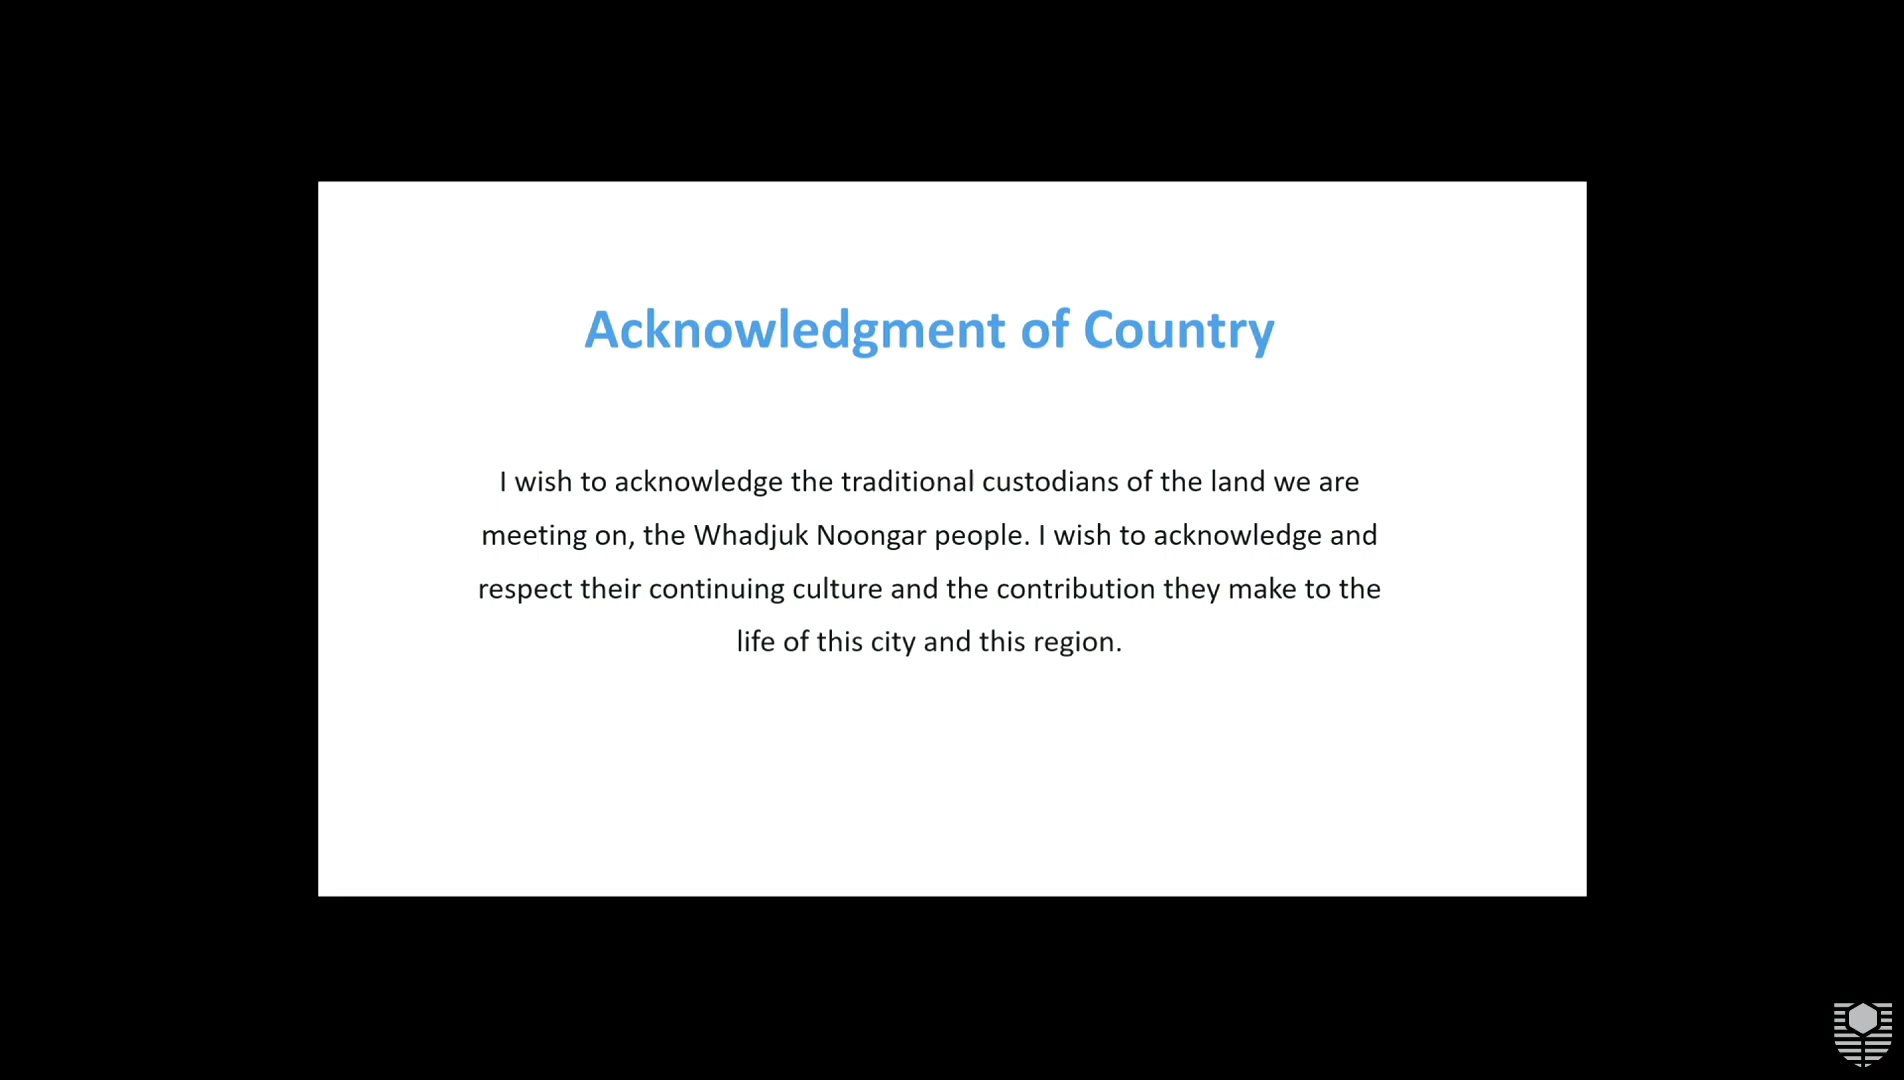 Acknowledgment of Country
I wish to acknowledge the traditional custodians of the land we are
meeting on, the Whadjuk Noongar people. I wish to acknowledge and
respect their continuing culture and the contribution they make to the
life of this city and this region.